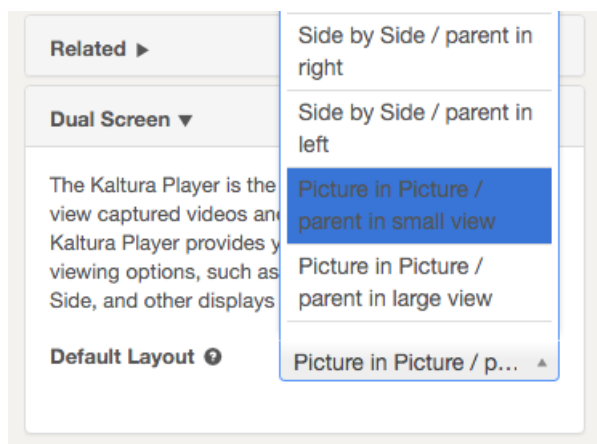 Related ▶
Dual Screen ▼
The Kaltura Player is the
view captured videos and
Kaltura Player provides y
viewing options, such as
Side, and other displays
Default Layout
Side by Side / parent in
right
Side by Side / parent in
left
Picture in Picture /
parent in small view
Picture in Picture /
parent in large view
Picture in Picture / p...